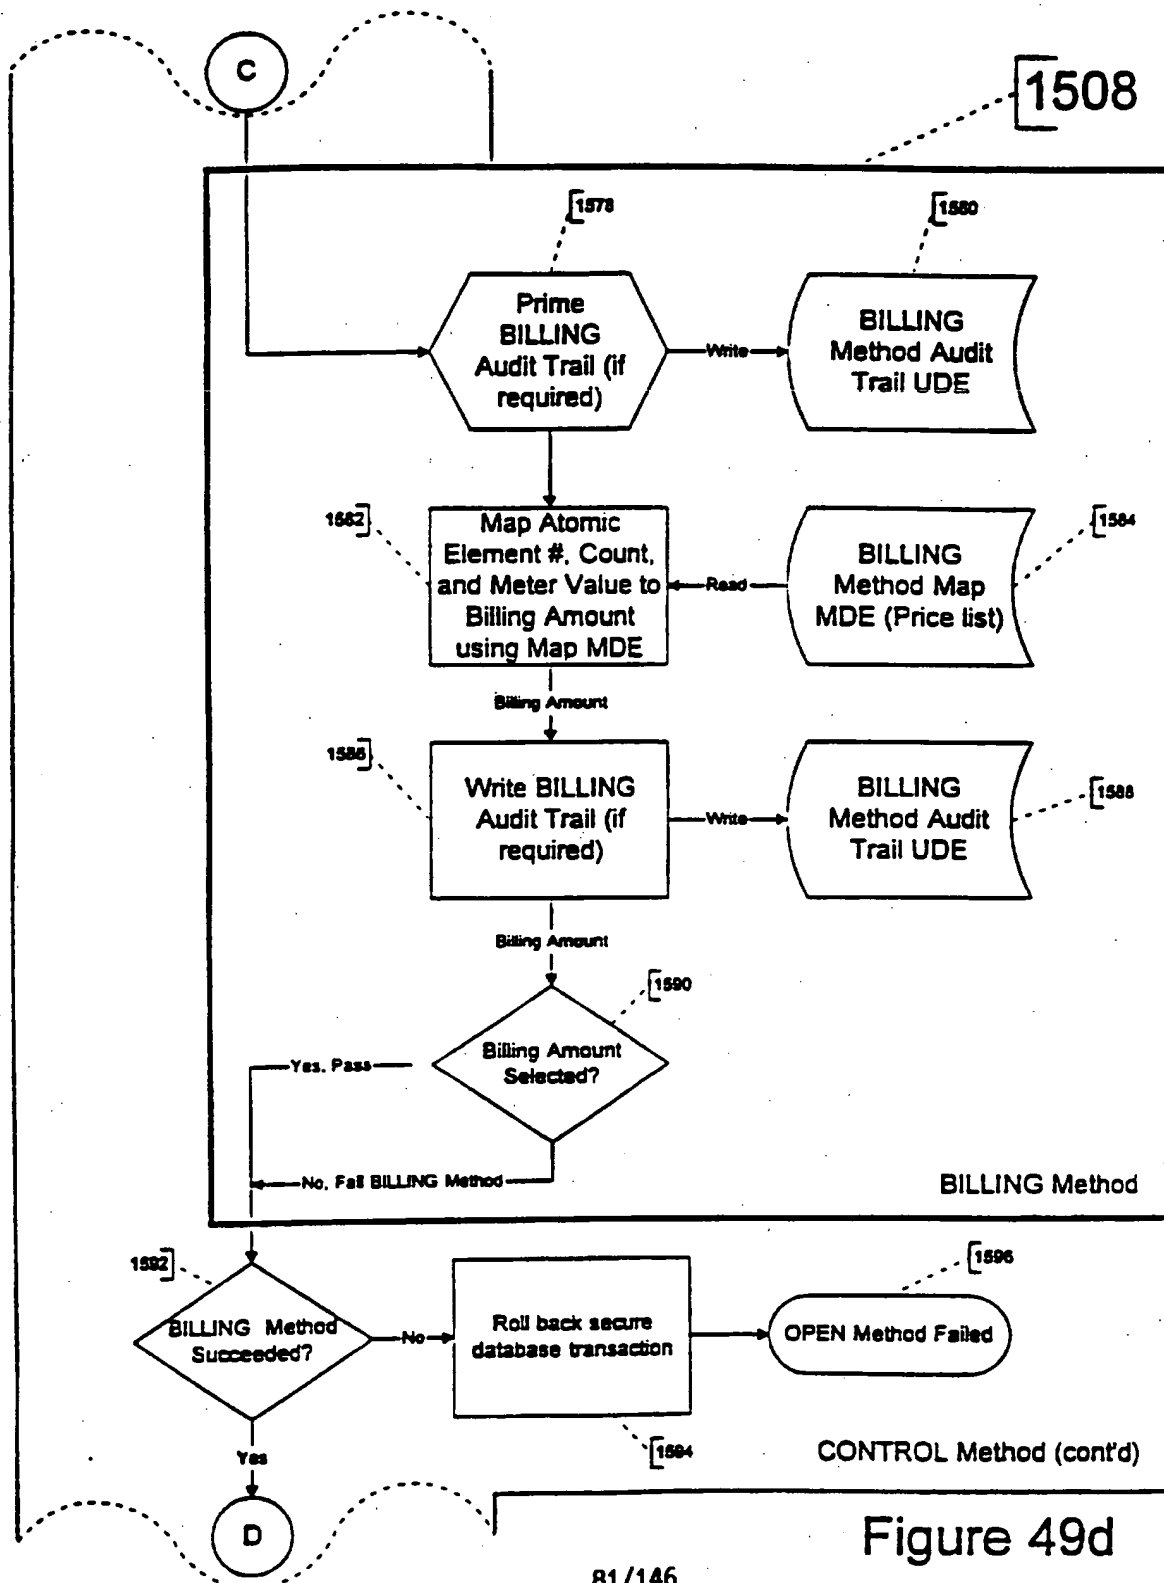 C
1508
1578
1580
Prime
BILLING
Audit Trail (if
required)
Write
BILLING
Method Audit
Trail UDE
1582
Map Atomic
Element #, Count,
and Meter Value to
Billing Amount
using Map MDE
Read
BILLING
Method Map
MDE (Price list)
1584
Billing Amount
1586
Write BILLING
Audit Trail (if
required)
Write
BILLING
Method Audit
Trail UDE
1588
Billing Amount
1590
Billing Amount
Selected?
Yes, Pass
No, Fail BILLING Method
BILLING Method
1592
BILLING Method
Succeeded?
No
Roll back secure
database transaction
1596
OPEN Method Failed
1594
Yes
CONTROL Method (cont'd)
D
Figure 49d
81/146